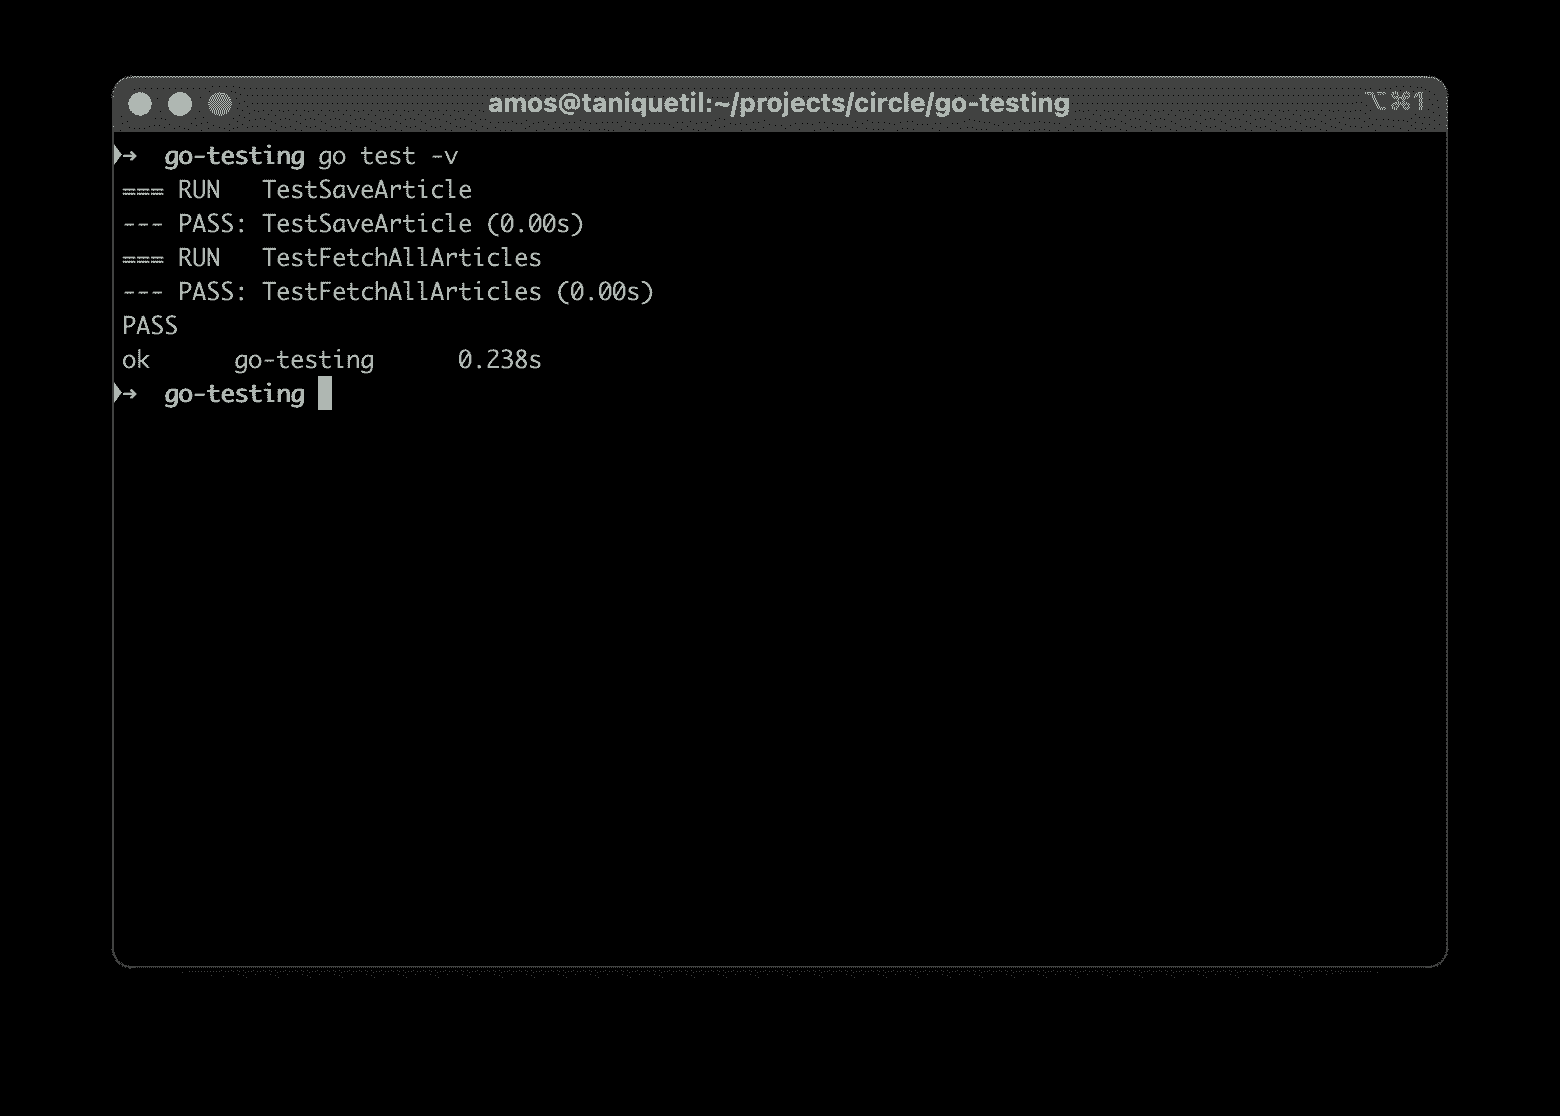 amos@taniquetil:~/projects/circle/go-testing ⌥⌘1
→ go-testing go test -v
=== RUN   TestSaveArticle
--- PASS: TestSaveArticle (0.00s)
=== RUN   TestFetchAllArticles
--- PASS: TestFetchAllArticles (0.00s)
PASS
ok      go-testing      0.238s
→ go-testing